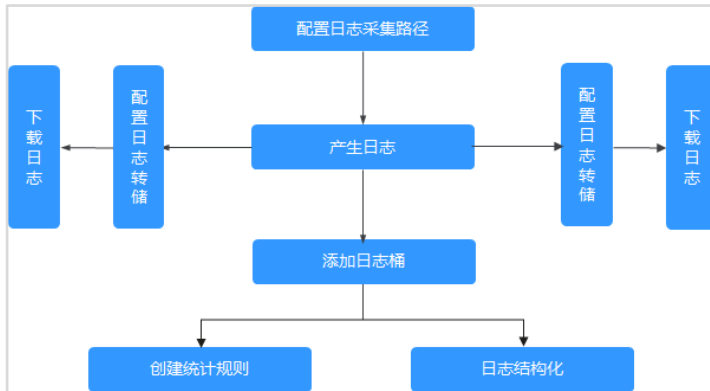 配置日志采集路径
下载日志
配置日志转储
产生日志
配置日志转储
下载日志
添加日志桶
创建统计规则
日志结构化